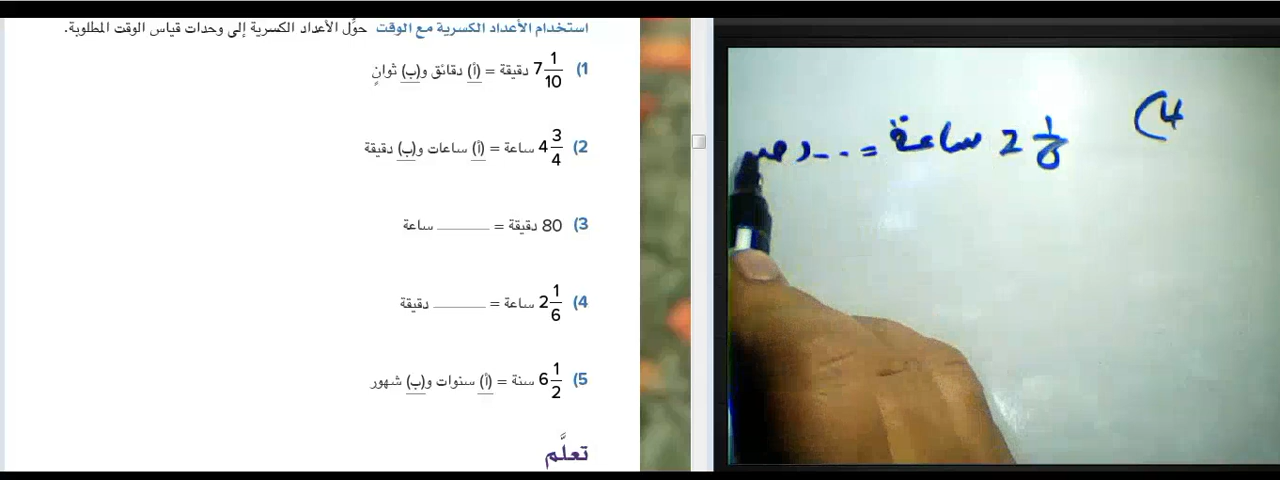 استخدام الأعداد الكسرية مع الوقت حوِّل الأعداد الكسرية إلى وحدات قياس الوقت المطلوبة.
1) 7 1/10 دقيقة = (أ) دقائق و(ب) ثوانٍ
2) 4 3/4 ساعة = (أ) ساعات و(ب) دقيقة
3) 80 دقيقة = ______ ساعة
4) 2 1/6 ساعة = ______ دقيقة
5) 6 1/2 سنة = (أ) سنوات و(ب) شهور
تعلَّم
4) 2 1/6 ساعة = ...